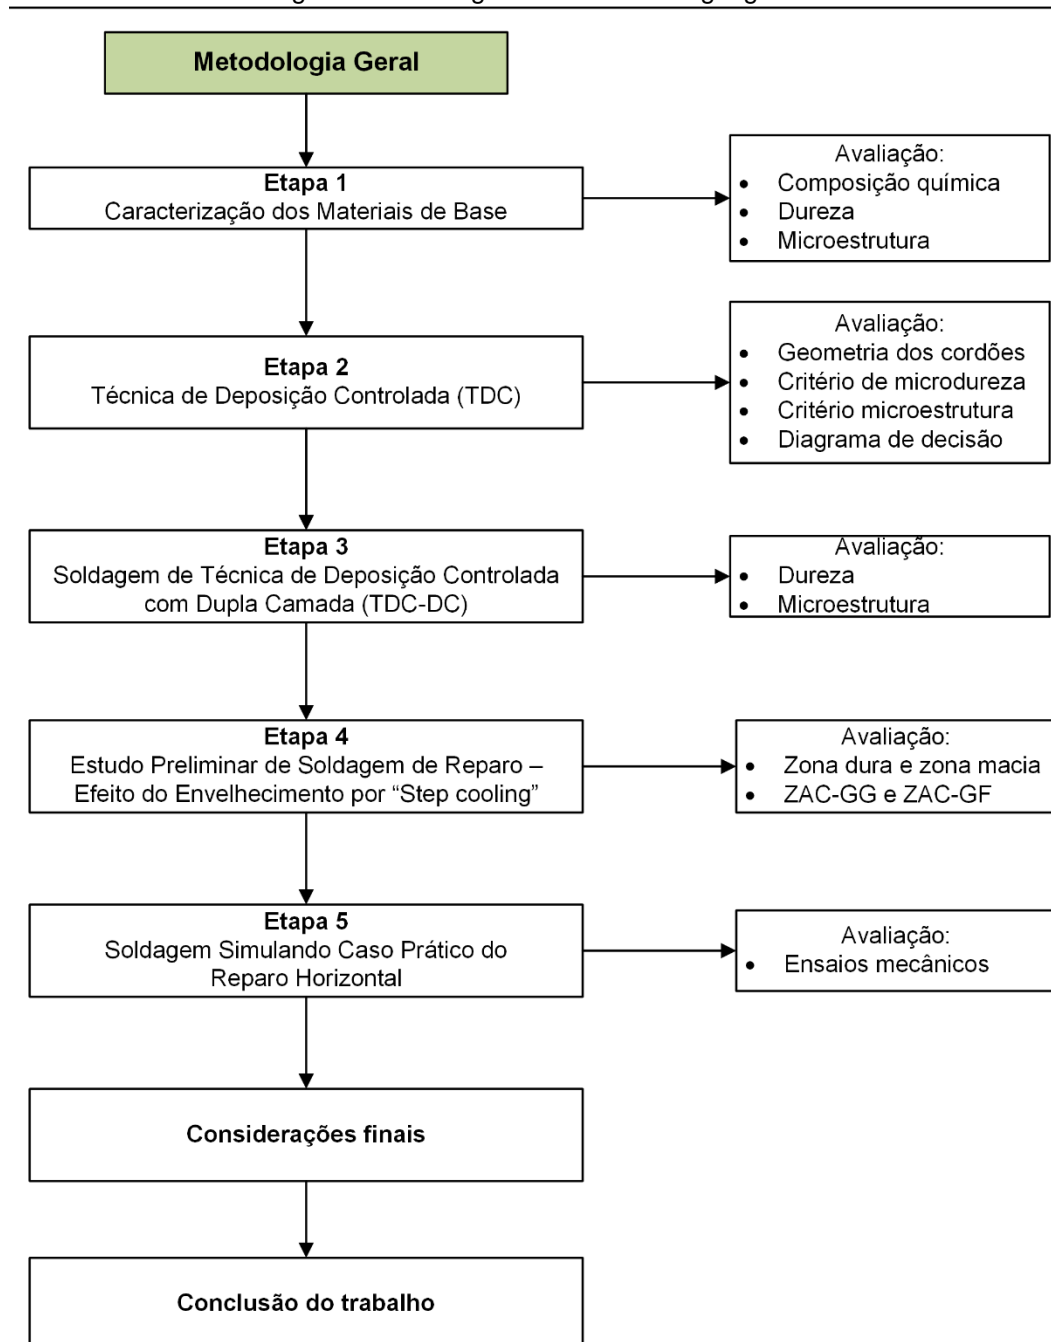 Metodologia Geral
Etapa 1
Caracterização dos Materiais de Base
Avaliação:
• Composição química
• Dureza
• Microestrutura
Etapa 2
Técnica de Deposição Controlada (TDC)
Avaliação:
• Geometria dos cordões
• Critério de microdureza
• Critério microestrutura
• Diagrama de decisão
Etapa 3
Soldagem de Técnica de Deposição Controlada
com Dupla Camada (TDC-DC)
Avaliação:
• Dureza
• Microestrutura
Etapa 4
Estudo Preliminar de Soldagem de Reparo –
Efeito do Envelhecimento por “Step cooling”
Avaliação:
• Zona dura e zona macia
• ZAC-GG e ZAC-GF
Etapa 5
Soldagem Simulando Caso Prático do
Reparo Horizontal
Avaliação:
• Ensaios mecânicos
Considerações finais
Conclusão do trabalho